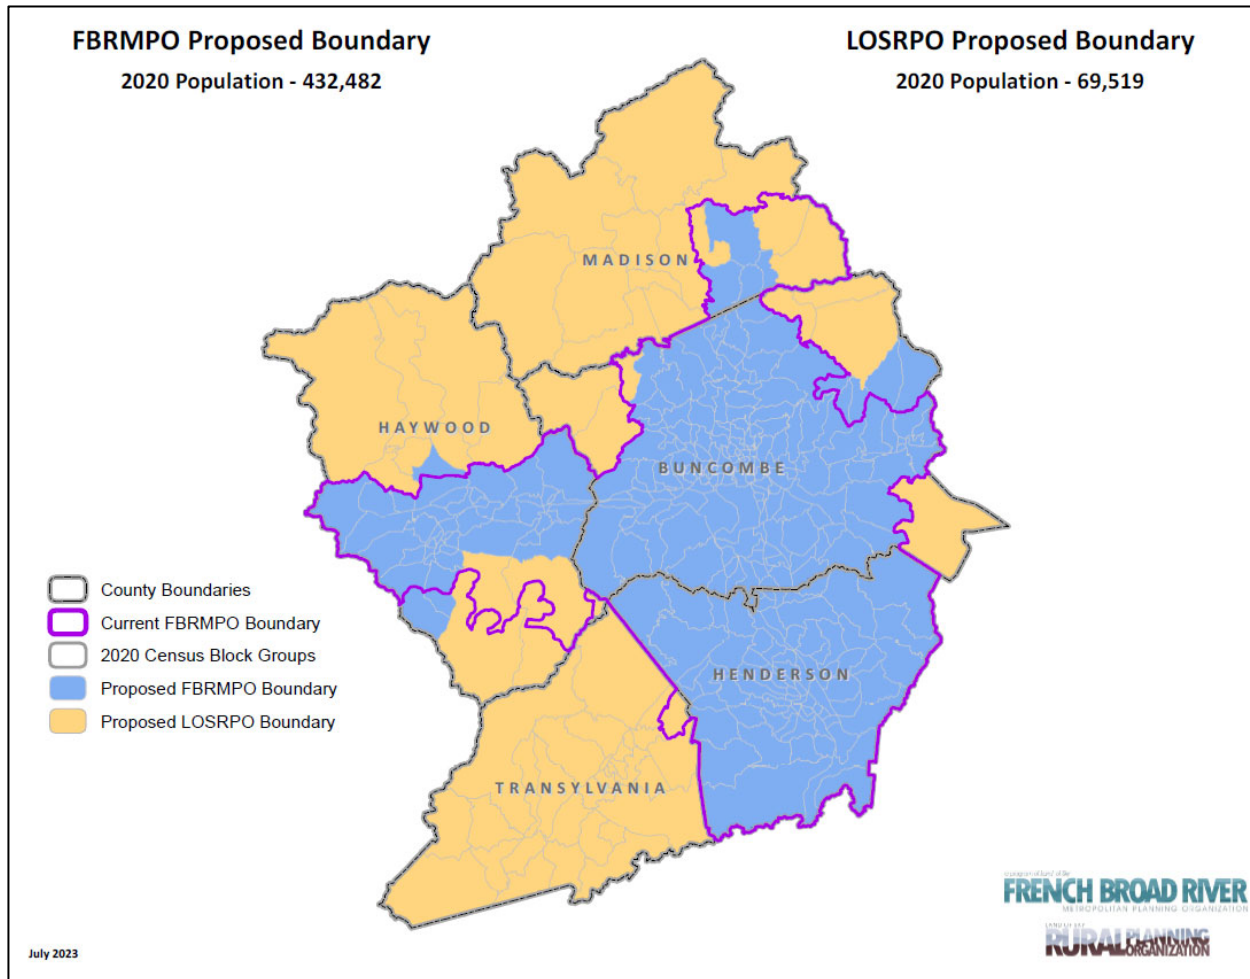 FBRMPO Proposed Boundary
2020 Population - 432,482
LOSRPO Proposed Boundary
2020 Population - 69,519
MADISON
HAYWOOD
BUNCOMBE
HENDERSON
TRANSYLVANIA
County Boundaries
Current FBRMPO Boundary
2020 Census Block Groups
Proposed FBRMPO Boundary
Proposed LOSRPO Boundary
FRENCH BROAD RIVER
METROPOLITAN PLANNING ORGANIZATION
RURAL PLANNING
ORGANIZATION
July 2023